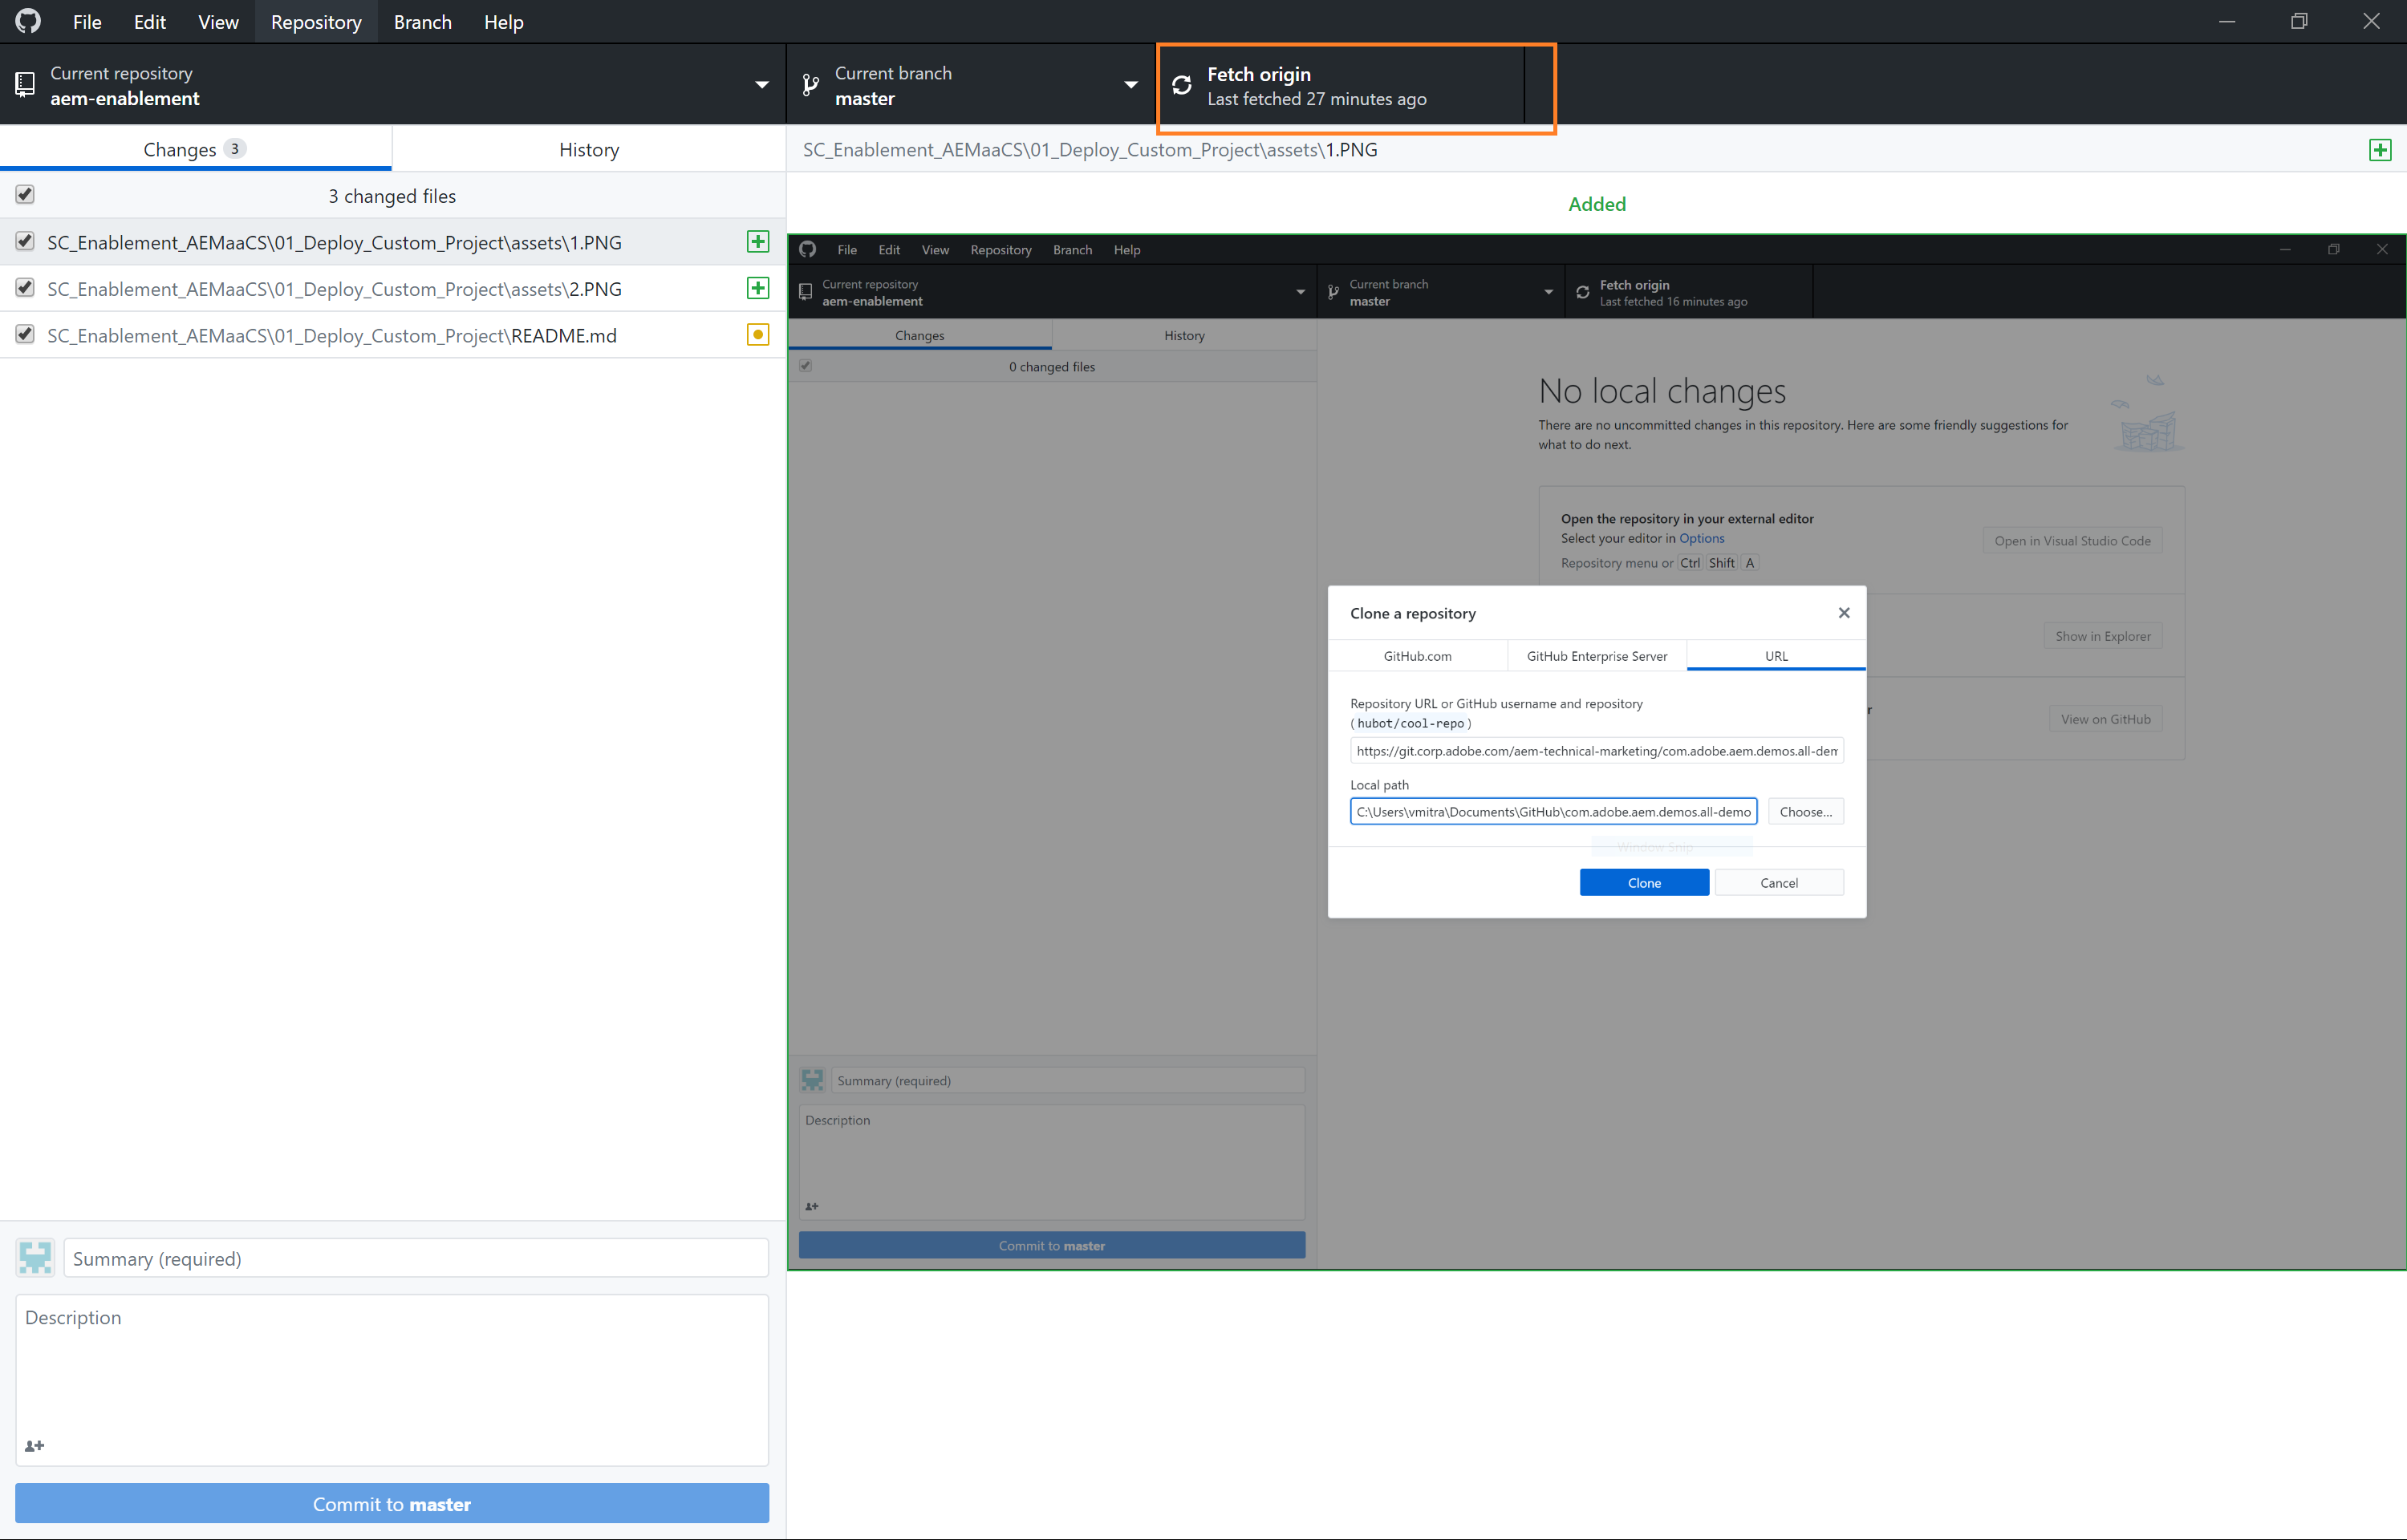 File Edit View Repository Branch Help
Current repository
aem-enablement
Current branch
master
Fetch origin
Last fetched 27 minutes ago
Changes 3
History
SC_Enablement_AEMaaCS\01_Deploy_Custom_Project\assets\1.PNG
3 changed files
Added
SC_Enablement_AEMaaCS\01_Deploy_Custom_Project\assets\1.PNG
SC_Enablement_AEMaaCS\01_Deploy_Custom_Project\assets\2.PNG
SC_Enablement_AEMaaCS\01_Deploy_Custom_Project\README.md
Summary (required)
Description
Commit to master
File Edit View Repository Branch Help
Current repository
aem-enablement
Current branch
master
Fetch origin
Last fetched 16 minutes ago
Changes
History
0 changed files
No local changes
There are no uncommitted changes in this repository. Here are some friendly suggestions for
what to do next.
Open the repository in your external editor
Select your editor in Options
Repository menu or Ctrl Shift A
Open in Visual Studio Code
Show in Explorer
r
View on GitHub
Clone a repository
GitHub.com
GitHub Enterprise Server
URL
Repository URL or GitHub username and repository
(hubot/cool-repo)
https://git.corp.adobe.com/aem-technical-marketing/com.adobe.aem.demos.all-dem
Local path
C:\Users\vmitra\Documents\GitHub\com.adobe.aem.demos.all-demo
Choose...
Window Snip
Clone
Cancel
Summary (required)
Description
Commit to master